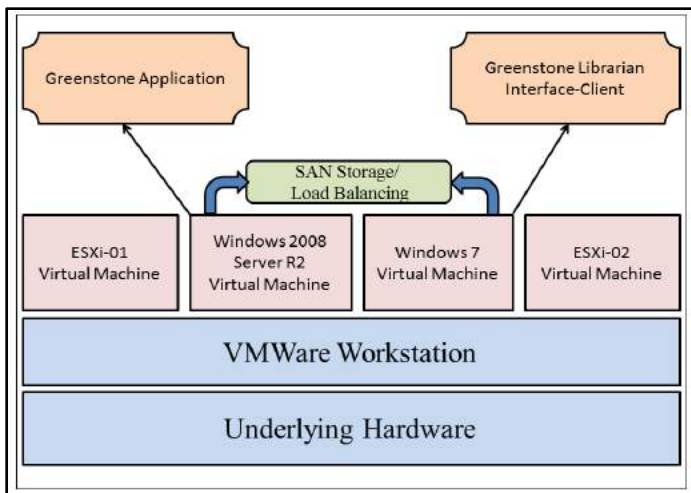 Greenstone Application
Greenstone Librarian
Interface-Client
SAN Storage/
Load Balancing
ESXi-01
Virtual Machine
Windows 2008
Server R2
Virtual Machine
Windows 7
Virtual Machine
ESXi-02
Virtual Machine
VMWare Workstation
Underlying Hardware